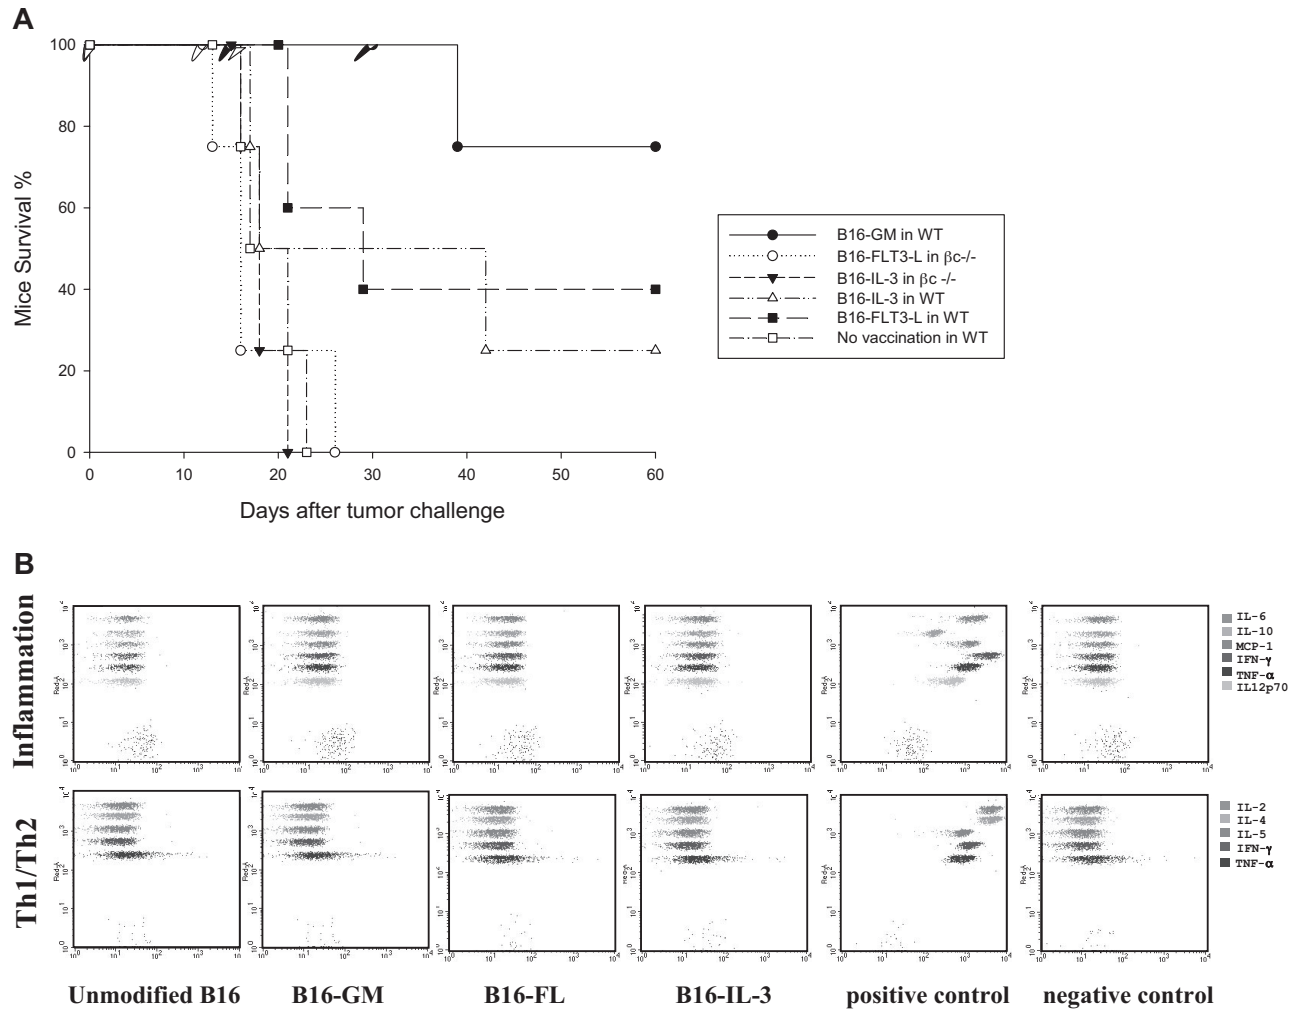 A
100
80
60
40
20
0
Mice Survival %
0 10 20 30 40 50 60
Days after tumor challenge
B16-GM in WT
B16-FLT3-L in βc-/-
B16-IL-3 in βc -/-
B16-IL-3 in WT
B16-FLT3-L in WT
No vaccination in WT
B
Inflammation
IL-6
IL-10
MCP-1
IFN-γ
TNF-α
IL12p70
Th1/Th2
IL-2
IL-4
IL-5
IFN-γ
TNF-α
Unmodified B16
B16-GM
B16-FL
B16-IL-3
positive control
negative control